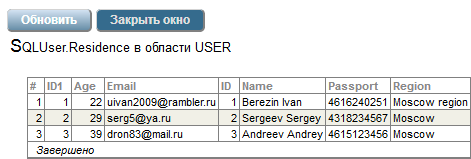 Обновить Закрыть окно
SQLUser.Residence в области USER
# ID1 Age Email ID Name Passport Region
1 1 22 uivan2009@rambler.ru 1 Berezin Ivan 4616240251 Moscow region
2 2 29 serg5@ya.ru 2 Sergeev Sergey 4318234567 Moscow
3 3 39 dron83@mail.ru 3 Andreev Andrey 4615123456 Moscow
Завершено